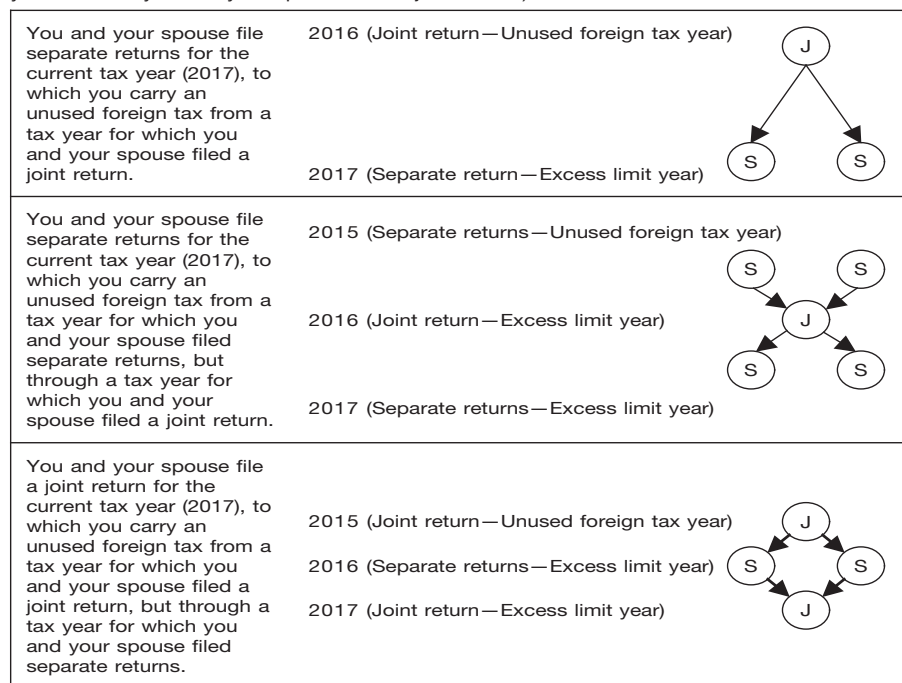 You and your spouse file
separate returns for the
current tax year (2017), to
which you carry an
unused foreign tax from a
tax year for which you
and your spouse filed a
joint return.
2016 (Joint return—Unused foreign tax year)
2017 (Separate return—Excess limit year)
J
S S
You and your spouse file
separate returns for the
current tax year (2017), to
which you carry an
unused foreign tax from a
tax year for which you
and your spouse filed
separate returns, but
through a tax year for
which you and your
spouse filed a joint return.
2015 (Separate returns—Unused foreign tax year)
2016 (Joint return—Excess limit year)
2017 (Separate returns—Excess limit year)
S S
J
S S
You and your spouse file
a joint return for the
current tax year (2017), to
which you carry an
unused foreign tax from a
tax year for which you
and your spouse filed a
joint return, but through a
tax year for which you
and your spouse filed
separate returns.
2015 (Joint return—Unused foreign tax year)
2016 (Separate returns—Excess limit year)
2017 (Joint return—Excess limit year)
J
S S
J